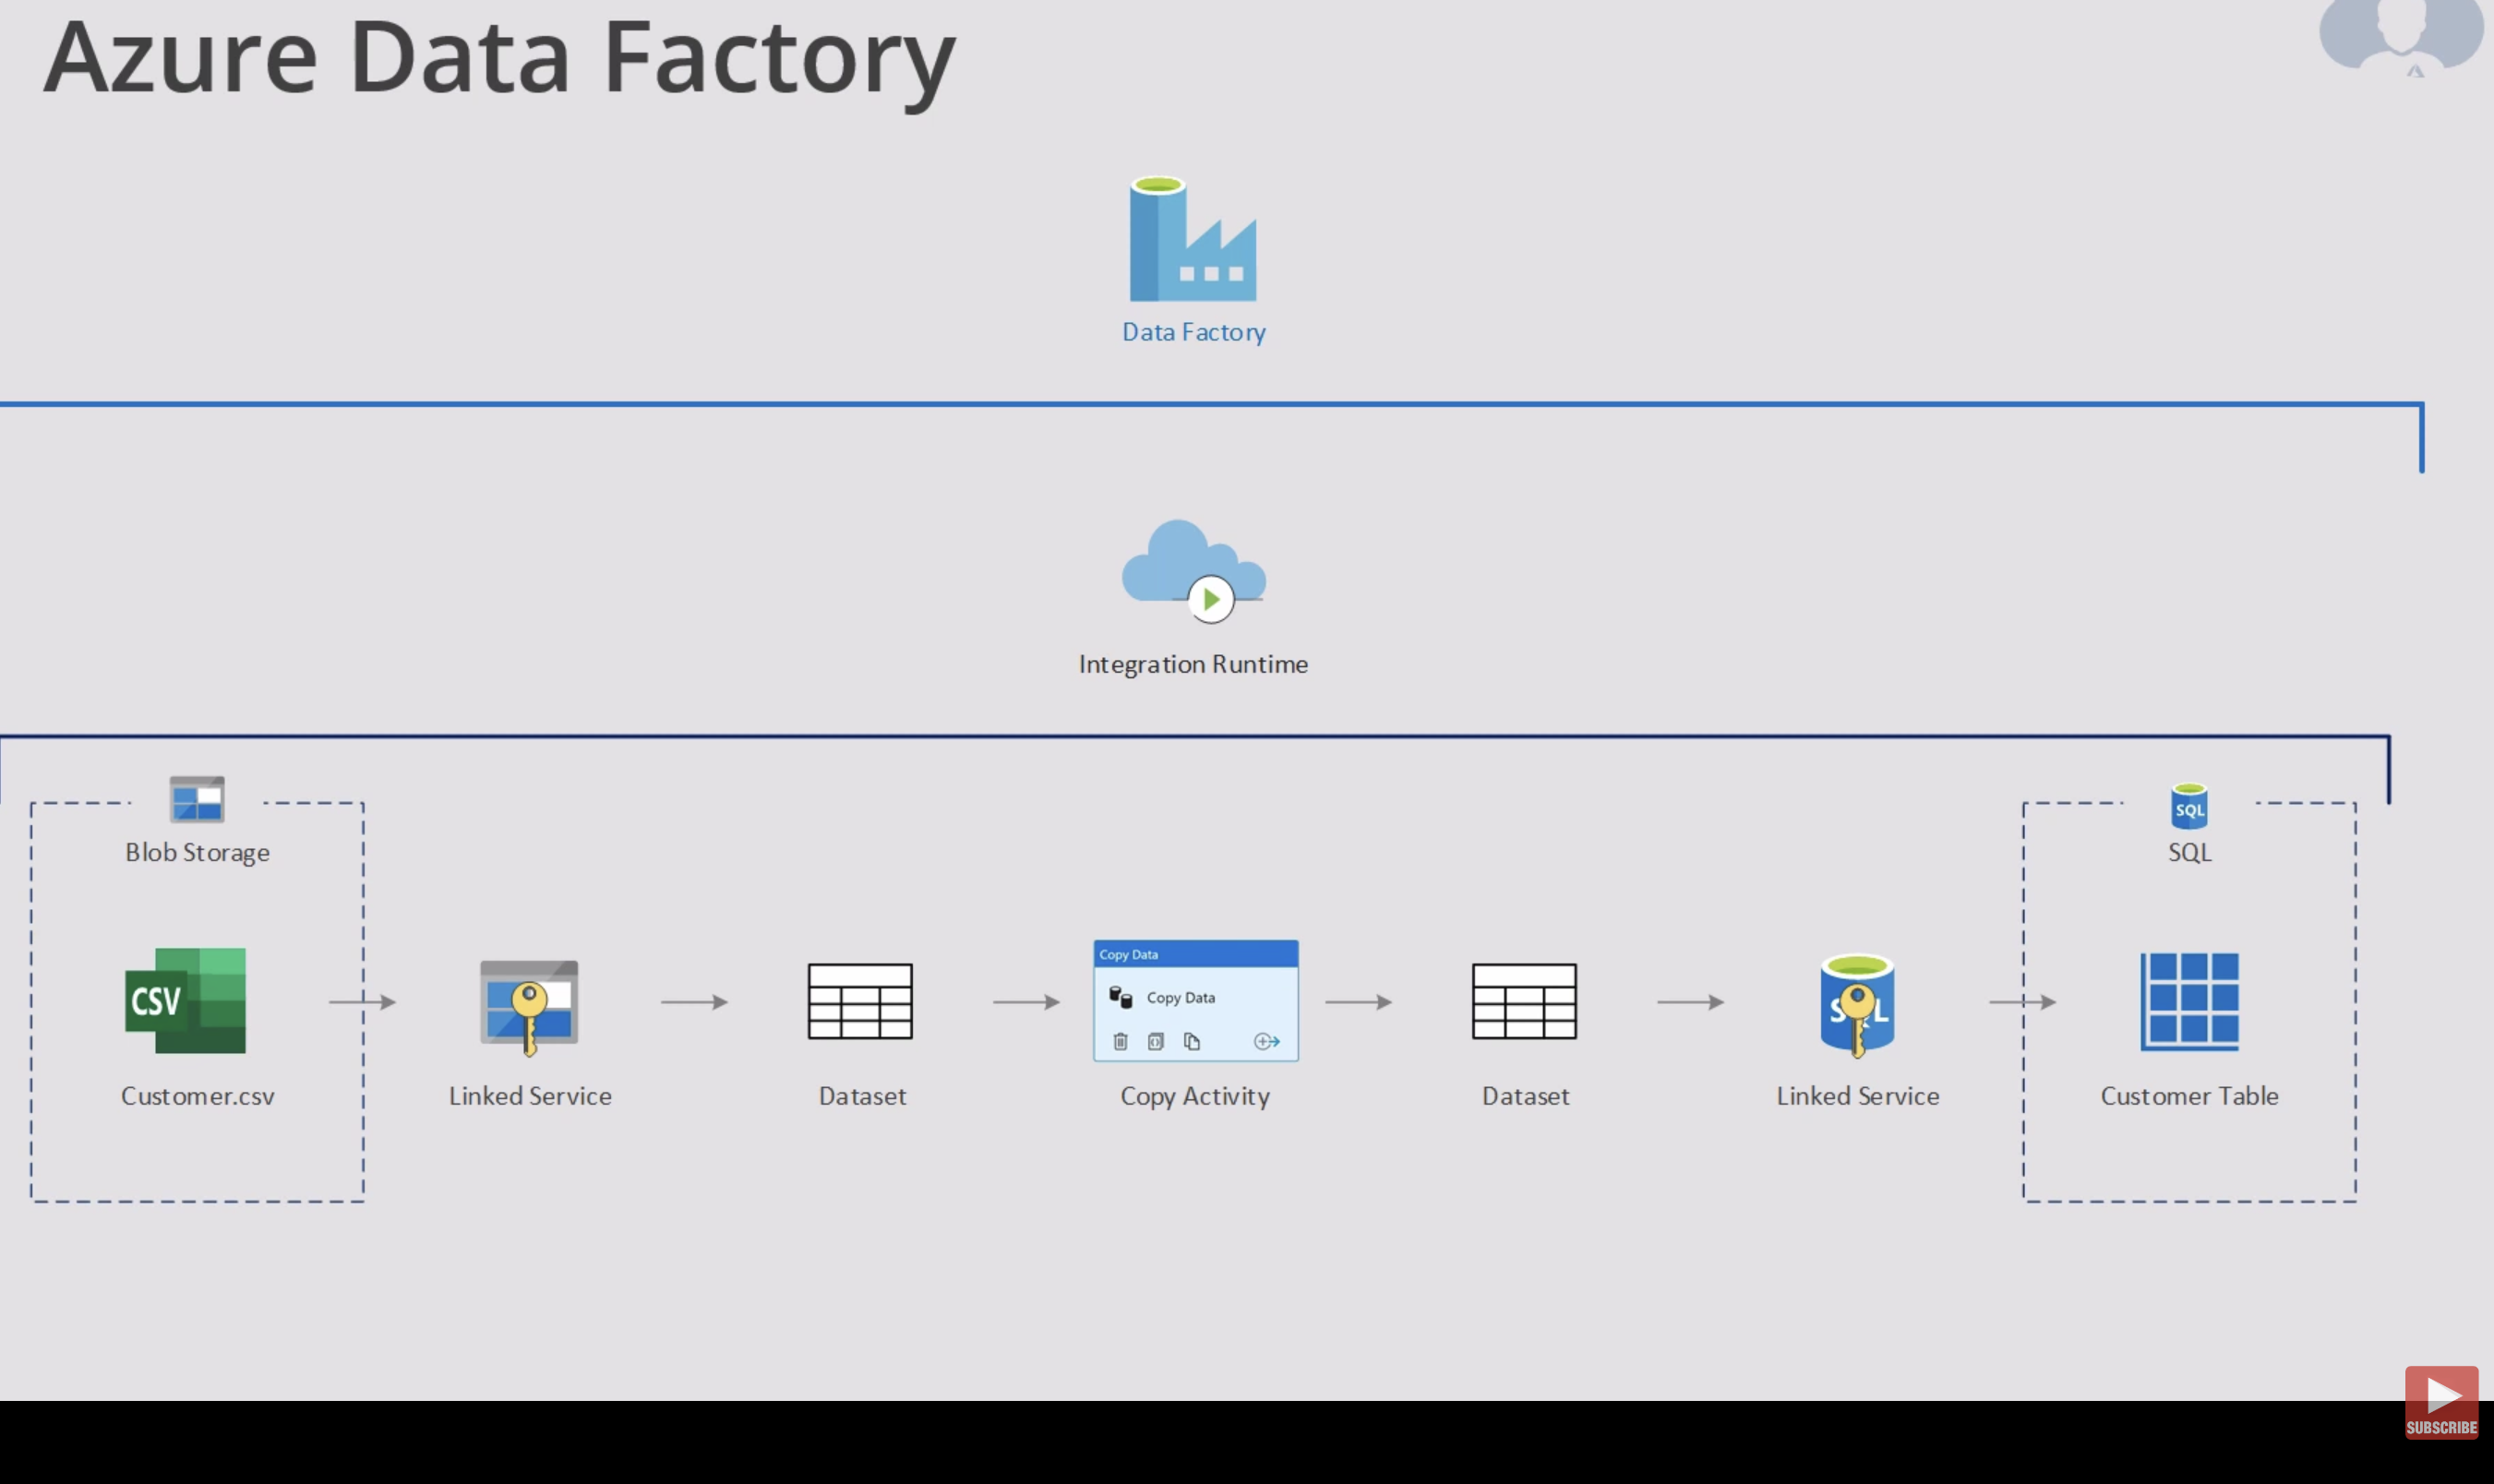 Azure Data Factory
Data Factory
Integration Runtime
Blob Storage
SQL
SQL
CSV
Copy Data
Copy Data
SQL
Customer.csv
Linked Service
Dataset
Copy Activity
Dataset
Linked Service
Customer Table
SUBSCRIBE